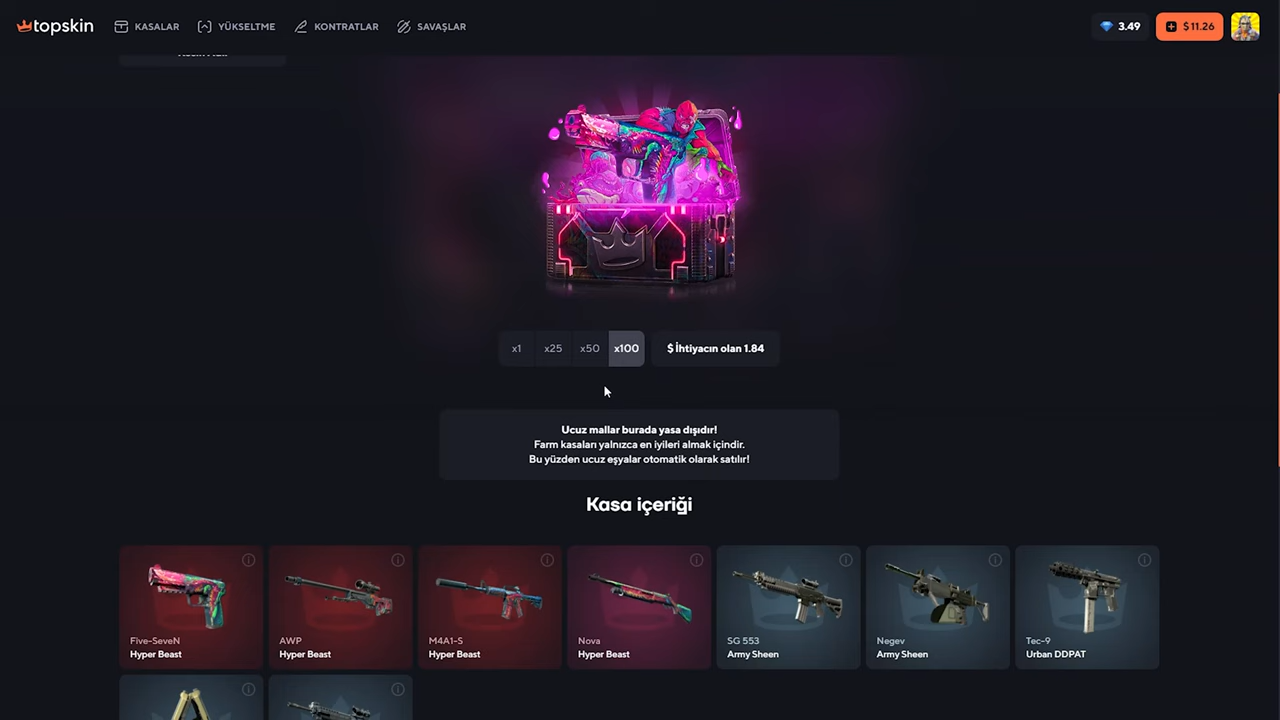 topskin
KASALAR
YÜKSELTME
KONTRATLAR
SAVAŞLAR
3.49
$ 11.26
x1
x25
x50
x100
$ İhtiyacın olan 1.84
Ucuz mallar burada yasa dışıdır!
Farm kasaları yalnızca en iyileri almak içindir.
Bu yüzden ucuz eşyalar otomatik olarak satılır!
Kasa içeriği
Five-SeveN
Hyper Beast
AWP
Hyper Beast
M4A1-S
Hyper Beast
Nova
Hyper Beast
SG 553
Army Sheen
Negev
Army Sheen
Tec-9
Urban DDPAT